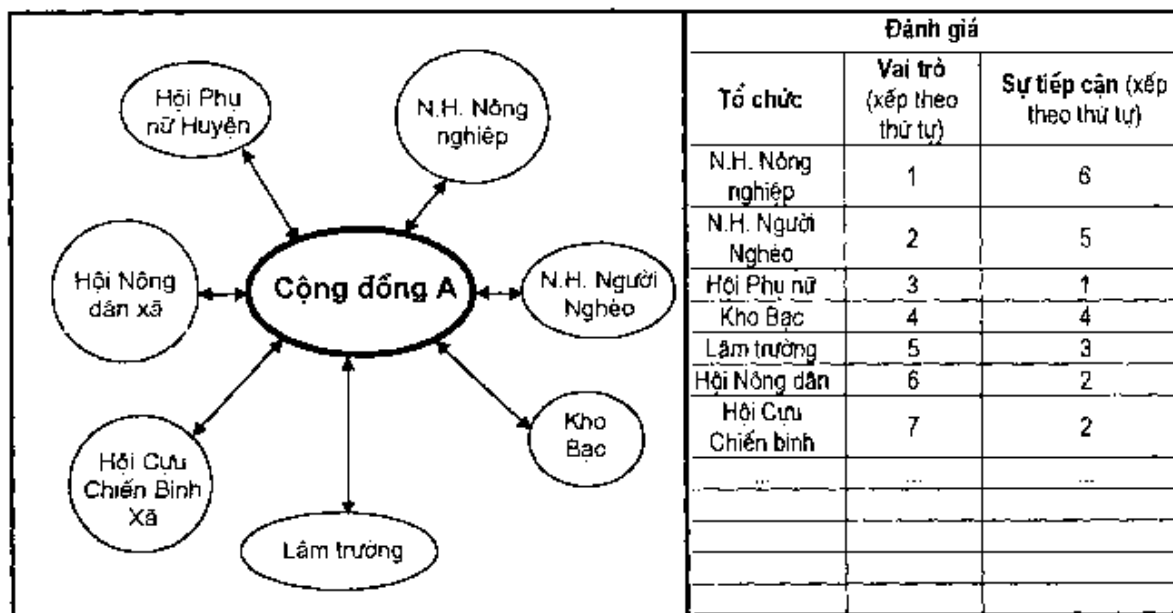 Hội Phụ
nữ Huyện
N.H. Nông
nghiệp
Hội Nông
dân xã
Cộng đồng A
N.H. Người
Nghèo
Kho
Bạc
Hội Cựu
Chiến Binh
Xã
Lâm trường
Đánh giá
Tổ chức
Vai trò
(xếp theo
thứ tự)
Sự tiếp cận (xếp
theo thứ tự)
N.H. Nông
nghiệp
1
6
N.H. Người
Nghèo
2
5
Hội Phụ nữ
3
1
Kho Bạc
4
4
Lâm trường
5
3
Hội Nông dân
6
2
Hội Cựu
Chiến binh
7
2
...
...
...